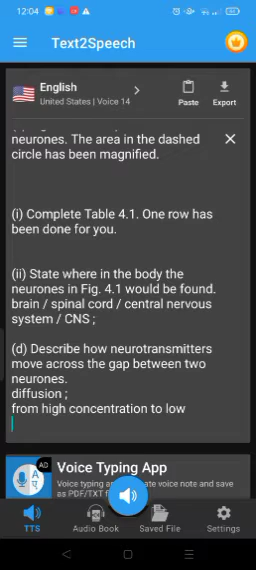 12:04
Text2Speech
English
United States | Voice 14
Paste
Export
neurones. The area in the dashed
circle has been magnified.
(i) Complete Table 4.1. One row has
been done for you.
(ii) State where in the body the
neurones in Fig. 4.1 would be found.
brain / spinal cord / central nervous
system / CNS ;
(d) Describe how neurotransmitters
move across the gap between two
neurones.
diffusion ;
from high concentration to low
AD
Voice Typing App
Voice typing app
ate voice note and save
as PDF/TXT f
TTS
Audio Book
Saved File
Settings